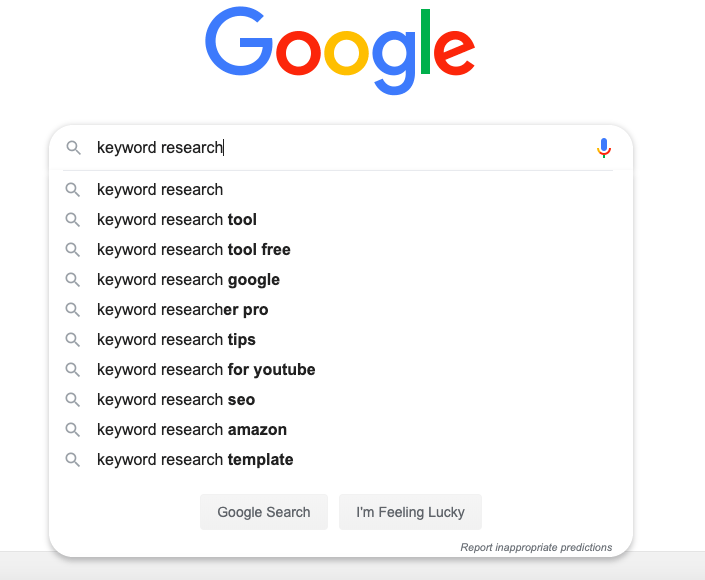 Google
keyword research
keyword research
keyword research tool
keyword research tool free
keyword research google
keyword researcher pro
keyword research tips
keyword research for youtube
keyword research seo
keyword research amazon
keyword research template
Google Search I'm Feeling Lucky
Report inappropriate predictions